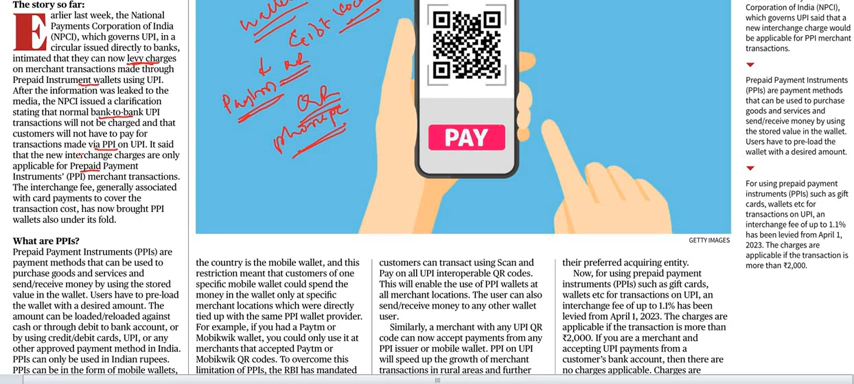 The story so far:
Earlier last week, the National
Payments Corporation of India
(NPCI), which governs UPI, in a
circular issued directly to banks,
intimated that they can now levy charges
on merchant transactions made through
Prepaid Instrument wallets using UPI.
After the information was leaked to the
media, the NPCI issued a clarification
stating that normal bank-to-bank UPI
transactions will not be charged and that
customers will not have to pay for
transactions made via PPI on UPI. It said
that the new interchange charges are only
applicable for Prepaid Payment
Instruments' (PPI) merchant transactions.
The interchange fee, generally associated
with card payments to cover the
transaction cost, has now brought PPI
wallets also under its fold.
What are PPIs?
Prepaid Payment Instruments (PPIs) are
payment methods that can be used to
purchase goods and services and
send/receive money by using the stored
value in the wallet. Users have to pre-load
the wallet with a desired amount. The
amount can be loaded/reloaded against
cash or through debit to bank account, or
by using credit/debit cards, UPI, or any
other approved payment method in India.
PPIs can only be used in Indian rupees.
PPIs can be in the form of mobile wallets,
Paytm
QR
phonepe
PAY
GETTY IMAGES
the country is the mobile wallet, and this
restriction meant that customers of one
specific mobile wallet could spend the
money in the wallet only at specific
merchant locations which were directly
tied up with the same PPI wallet provider.
For example, if you had a Paytm or
Mobikwik wallet, you could only use it at
merchants that accepted Paytm or
Mobikwik QR codes. To overcome this
limitation of PPIs, the RBI has mandated
customers can transact using Scan and
Pay on all UPI interoperable QR codes.
This will enable the use of PPI wallets at
all merchant locations. The user can also
send/receive money to any other wallet
user.
Similarly, a merchant with any UPI QR
code can now accept payments from any
PPI issuer or mobile wallet. PPI on UPI
will speed up the growth of merchant
transactions in rural areas and further
their preferred acquiring entity.
Now, for using prepaid payment
instruments (PPIs) such as gift cards,
wallets etc for transactions on UPI, an
interchange fee of up to 1.1% has been
levied from April 1, 2023. The charges are
applicable if the transaction is more than
₹2,000. If you are a merchant and
accepting UPI payments from a
customer's bank account, then there are
no charges applicable. Charges are
Corporation of India (NPCI),
which governs UPI said that a
new interchange charge would
be applicable for PPI merchant
transactions.
Prepaid Payment Instruments
(PPIs) are payment methods
that can be used to purchase
goods and services and
send/receive money by using
the stored value in the wallet.
Users have to pre-load the
wallet with a desired amount.
For using prepaid payment
instruments (PPIs) such as gift
cards, wallets etc for
transactions on UPI, an
interchange fee of up to 1.1%
has been levied from April 1,
2023. The charges are
applicable if the transaction is
more than ₹2,000.